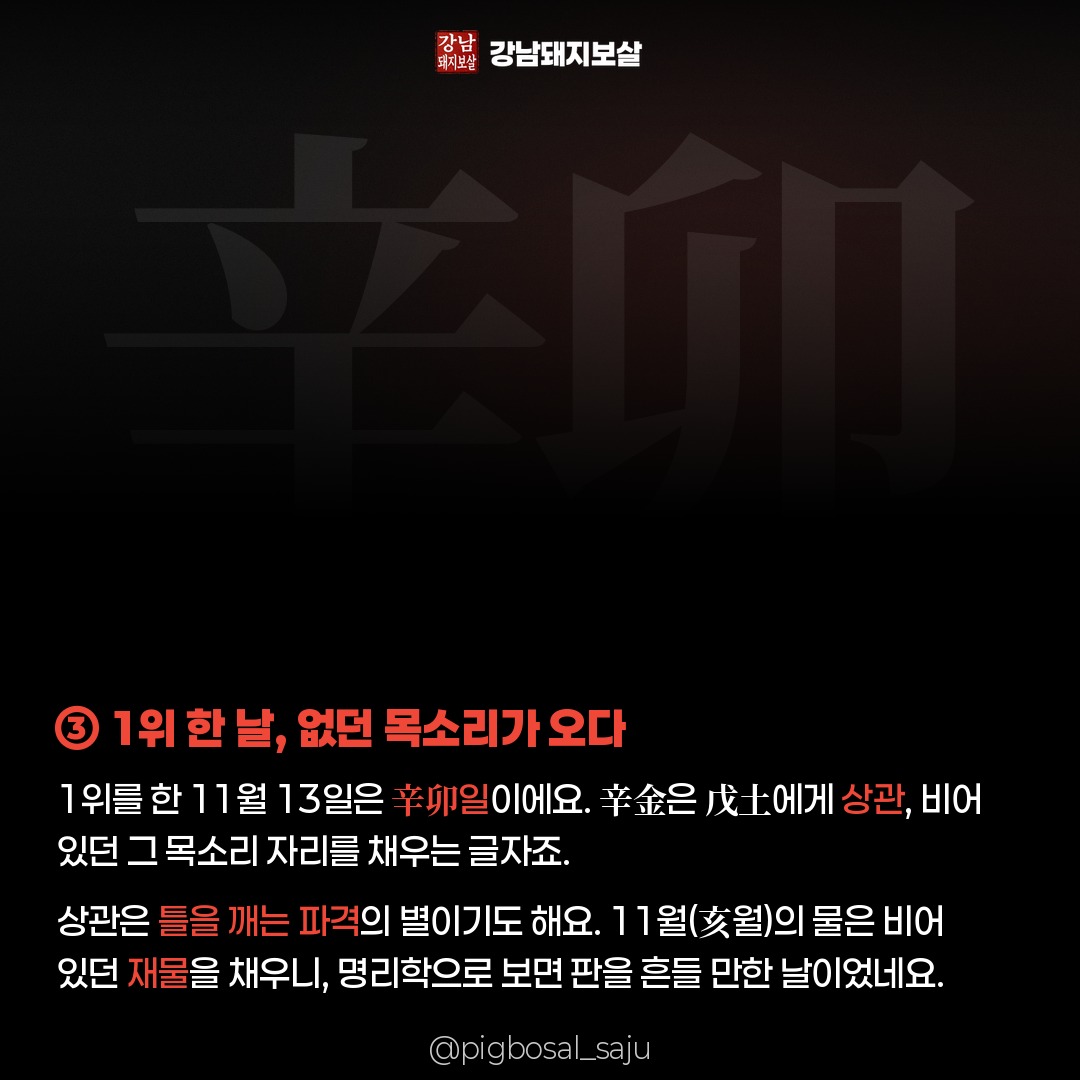 강남
돼지보살
강남돼지보살
辛卯
③ 1위 한 날, 없던 목소리가 오다
1위를 한 11월 13일은 辛卯일이에요. 辛金은 戊土에게 상관, 비어
있던 그 목소리 자리를 채우는 글자죠.
상관은 틀을 깨는 파격의 별이기도 해요. 11월(亥월)의 물은 비어
있던 재물을 채우니, 명리학으로 보면 판을 흔들 만한 날이었네요.
@pigbosal_saju